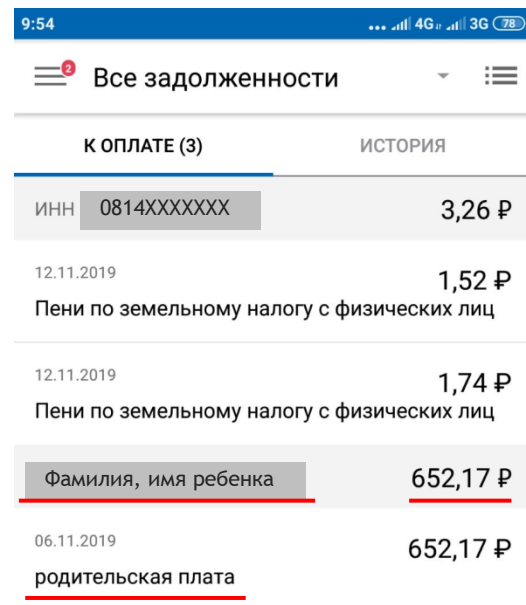 9:54 4G 3G 78
2 Все задолженности
К ОПЛАТЕ (3) ИСТОРИЯ
ИНН 0814XXXXXXX 3,26 ₽
12.11.2019
1,52 ₽
Пени по земельному налогу с физических лиц
12.11.2019
1,74 ₽
Пени по земельному налогу с физических лиц
Фамилия, имя ребенка 652,17 ₽
06.11.2019
652,17 ₽
родительская плата